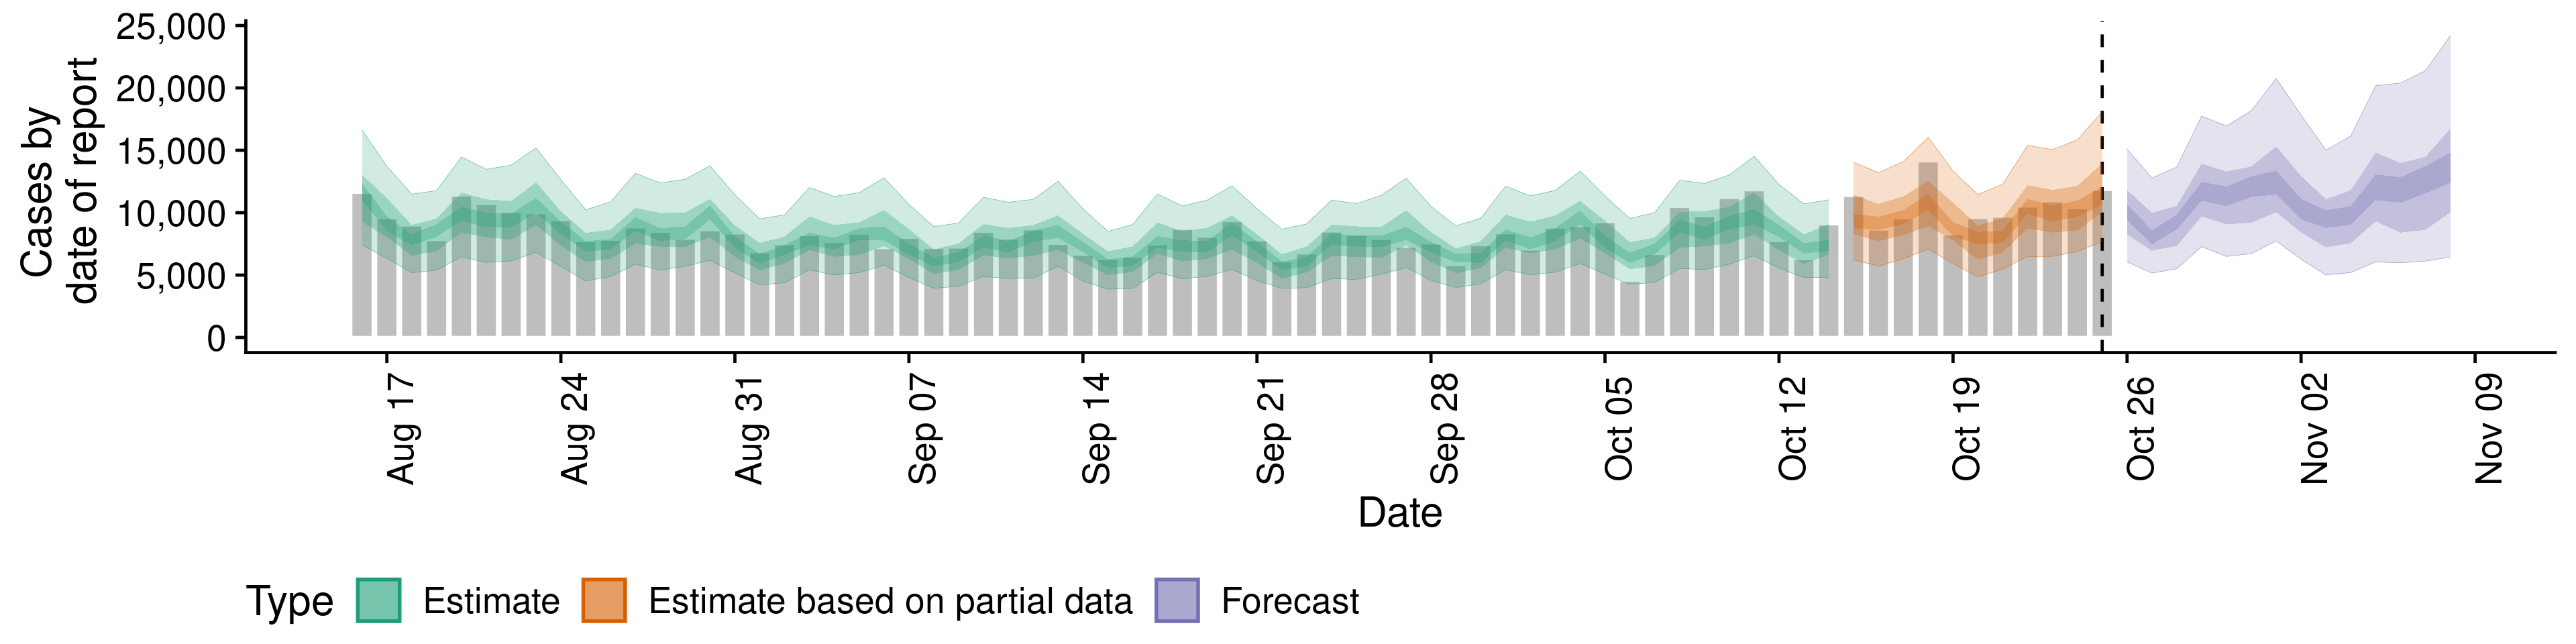 Cases by
date of report
25,000
20,000
15,000
10,000
5,000
0
Aug 17
Aug 24
Aug 31
Sep 07
Sep 14
Sep 21
Sep 28
Oct 05
Oct 12
Oct 19
Oct 26
Nov 02
Nov 09
Date
Type Estimate Estimate based on partial data Forecast